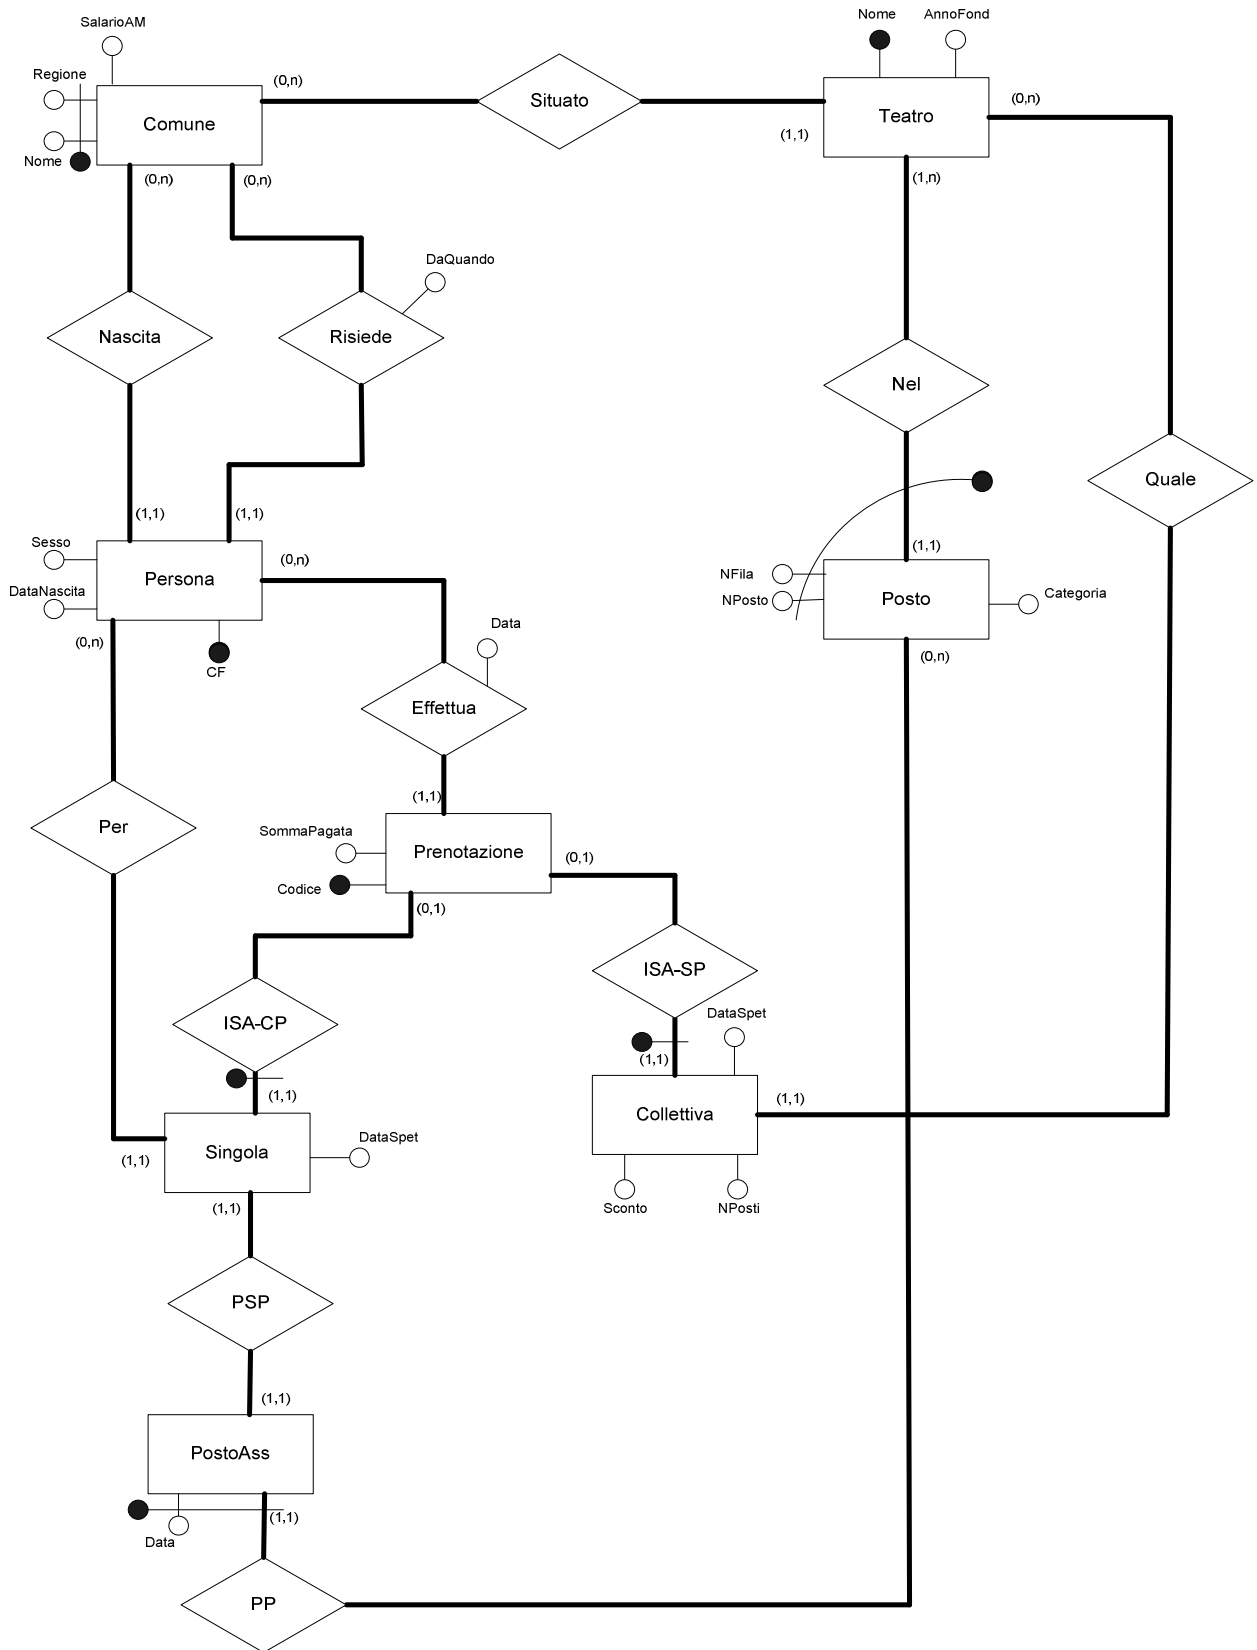 SalarioAM
Nome
AnnoFond
Regione
(0,n)
Situato
(0,n)
Comune
Teatro
(1,1)
Nome
(0,n)
(0,n)
(1,n)
DaQuando
Nascita
Risiede
Nel
Quale
(1,1)
(1,1)
Sesso
(0,n)
(1,1)
DataNascita
Persona
NFila
NPosto
Posto
Categoria
(0,n)
CF
Data
(0,n)
Effettua
(1,1)
Per
SommaPagata
Prenotazione
(0,1)
Codice
(0,1)
ISA-SP
ISA-CP
DataSpet
(1,1)
(1,1)
Collettiva
(1,1)
Singola
DataSpet
(1,1)
(1,1)
Sconto
NPosti
PSP
(1,1)
PostoAss
(1,1)
Data
PP